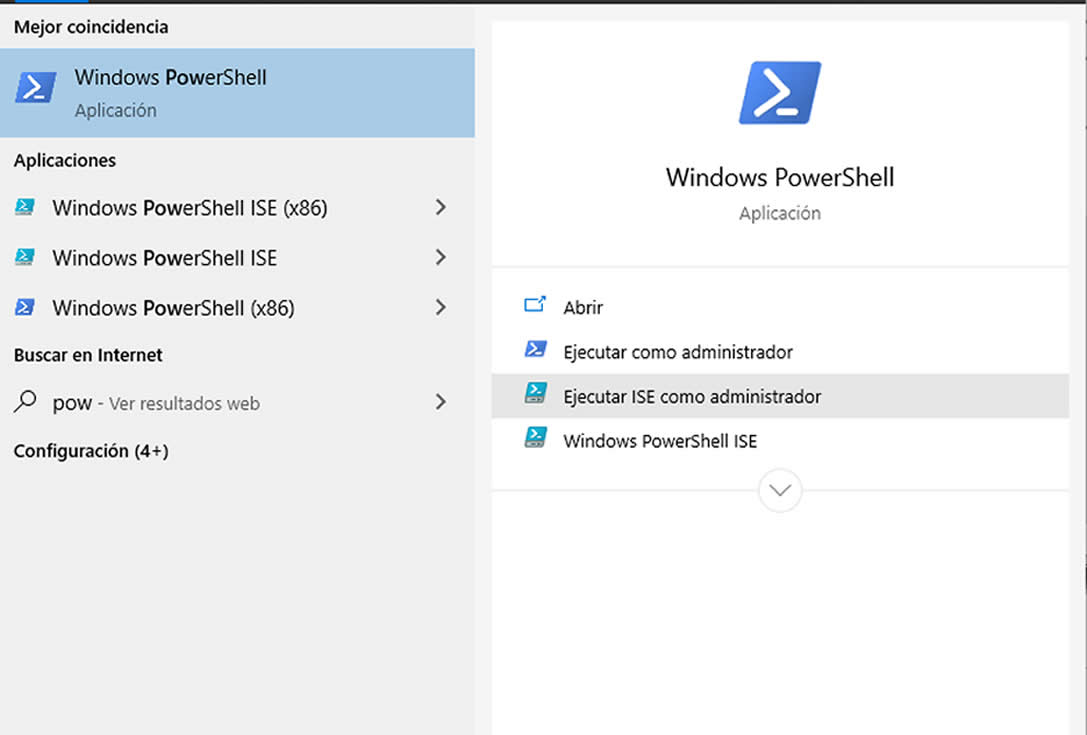 Mejor coincidencia
Windows PowerShell
Aplicación
Aplicaciones
Windows PowerShell ISE (x86)
Windows PowerShell ISE
Windows PowerShell (x86)
Buscar en Internet
pow - Ver resultados web
Configuración (4+)
Windows PowerShell
Aplicación
Abrir
Ejecutar como administrador
Ejecutar ISE como administrador
Windows PowerShell ISE